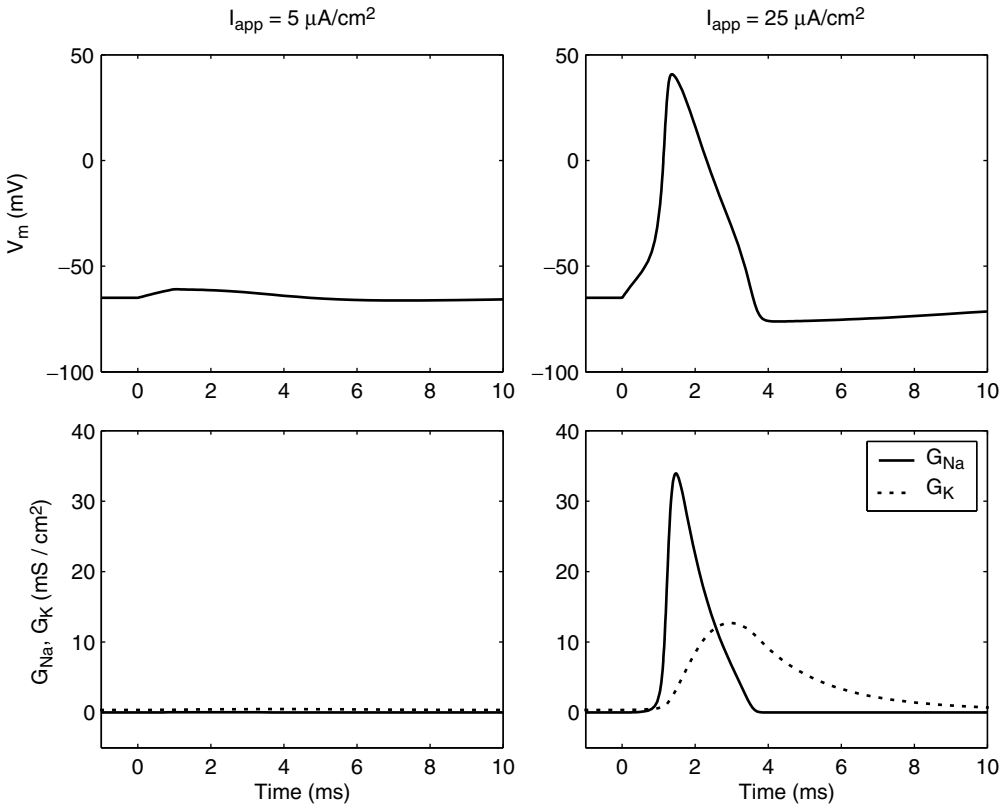 I_app = 5 μA/cm²
I_app = 25 μA/cm²
V_m (mV)
50
0
−50
−100
0 2 4 6 8 10
50
0
−50
−100
0 2 4 6 8 10
G_Na, G_K (mS / cm²)
40
30
20
10
0
0 2 4 6 8 10
Time (ms)
40
30
20
10
0
G_Na
G_K
0 2 4 6 8 10
Time (ms)